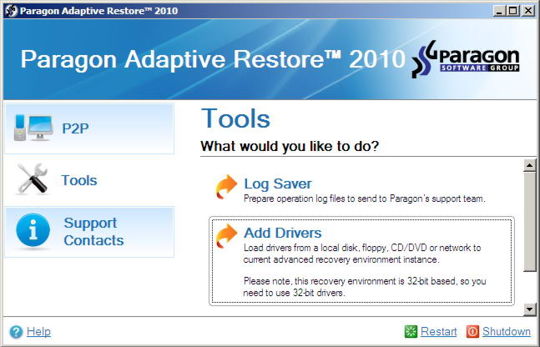 Paragon Adaptive Restore™ 2010
Paragon Adaptive Restore™ 2010
Paragon
SOFTWARE GROUP
P2P
Tools
Support
Contacts
Tools
What would you like to do?
Log Saver
Prepare operation log files to send to Paragon's support team.
Add Drivers
Load drivers from a local disk, floppy, CD/DVD or network to
current advanced recovery environment instance.
Please note, this recovery environment is 32-bit based, so you
need to use 32-bit drivers.
Help
Restart
Shutdown